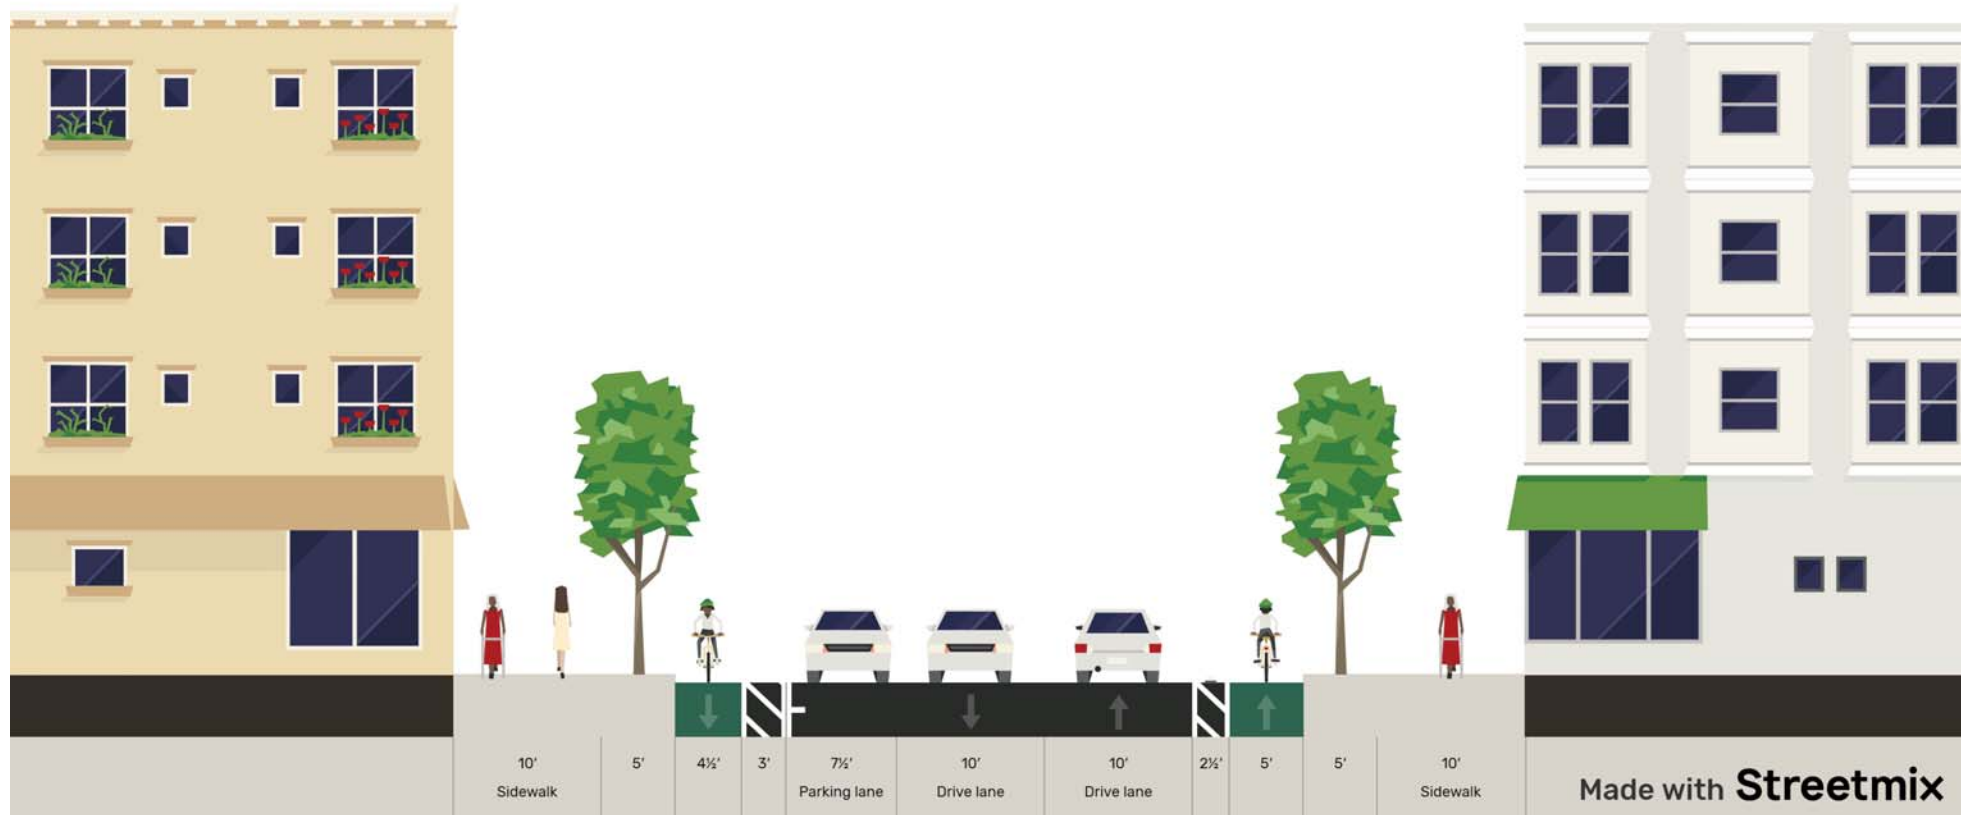 10' 5' 4½' 3' 7½' 10' 10' 2½' 5' 5' 10'
Sidewalk Parking lane Drive lane Drive lane Sidewalk
Made with Streetmix